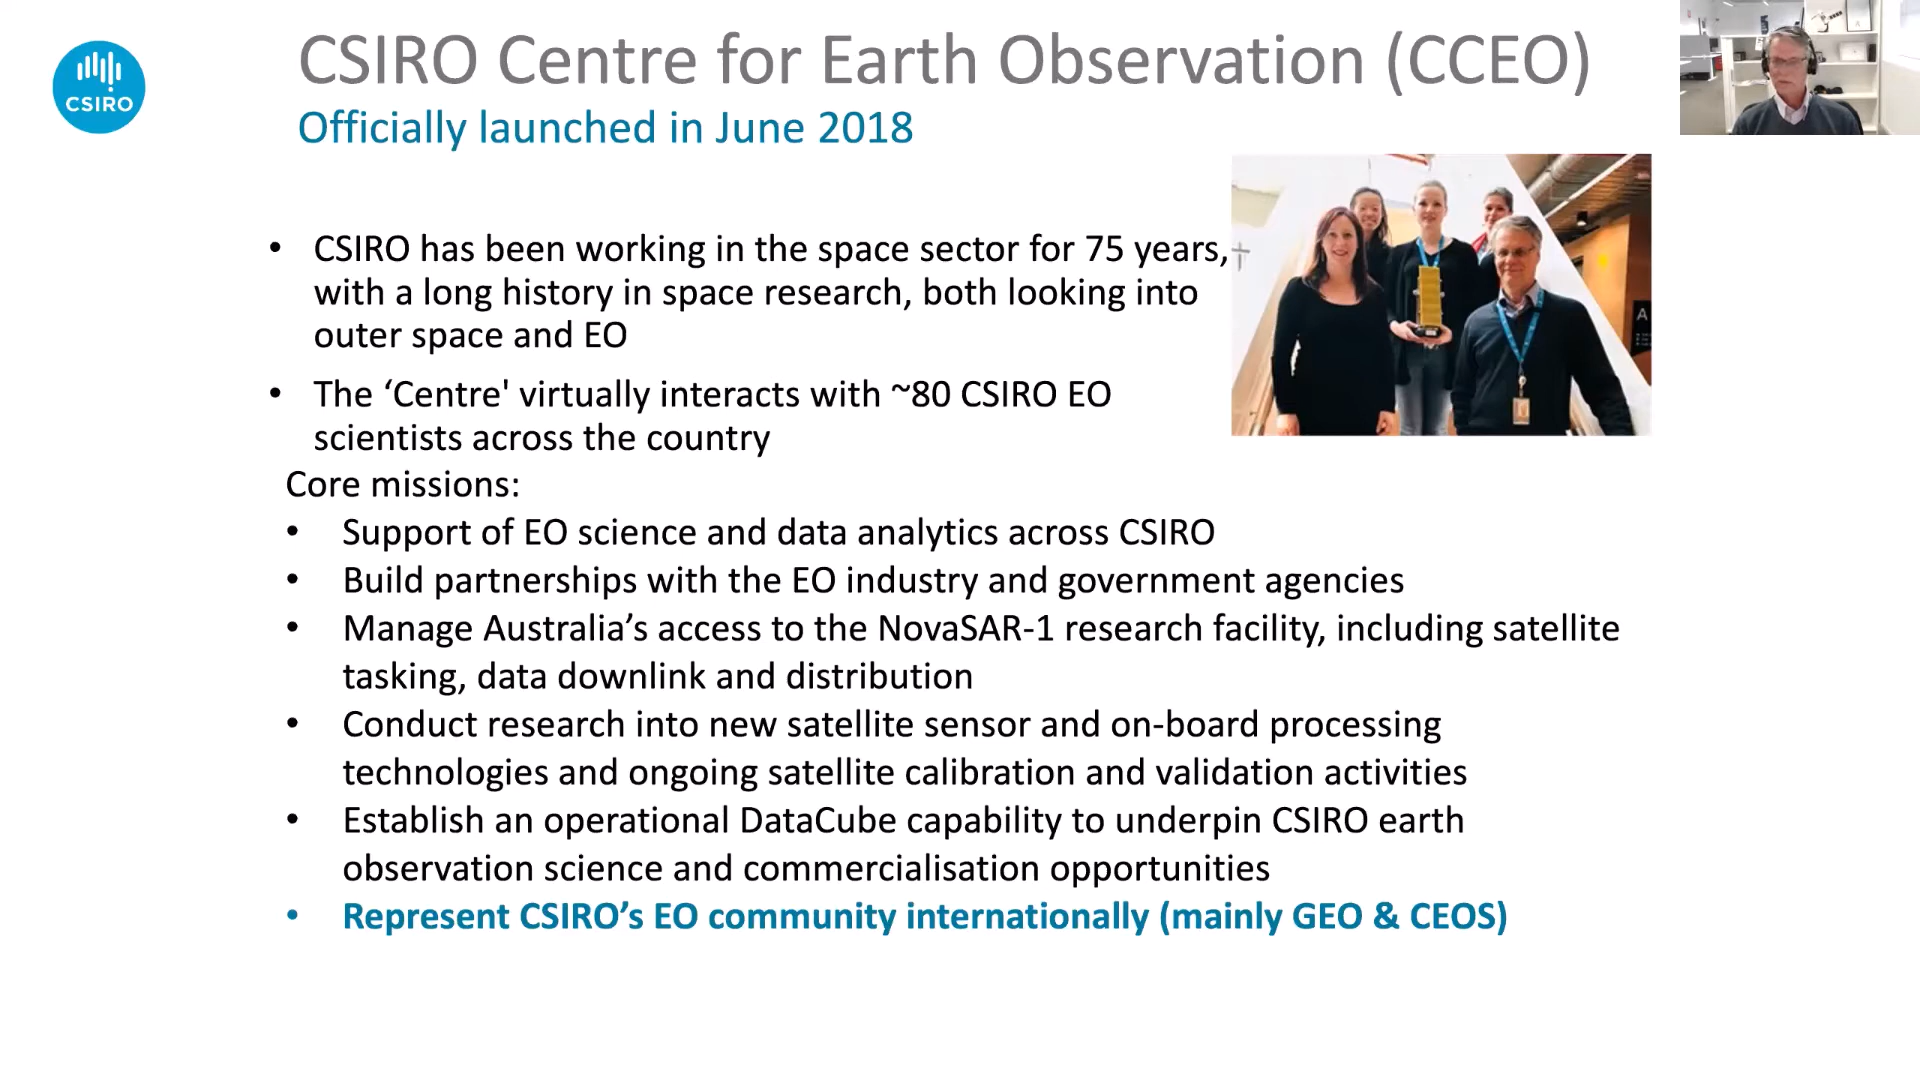 CSIRO
CSIRO Centre for Earth Observation (CCEO)
Officially launched in June 2018
• CSIRO has been working in the space sector for 75 years,
with a long history in space research, both looking into
outer space and EO
• The ‘Centre' virtually interacts with ~80 CSIRO EO
scientists across the country
Core missions:
• Support of EO science and data analytics across CSIRO
• Build partnerships with the EO industry and government agencies
• Manage Australia’s access to the NovaSAR-1 research facility, including satellite
tasking, data downlink and distribution
• Conduct research into new satellite sensor and on-board processing
technologies and ongoing satellite calibration and validation activities
• Establish an operational DataCube capability to underpin CSIRO earth
observation science and commercialisation opportunities
• Represent CSIRO’s EO community internationally (mainly GEO & CEOS)
A